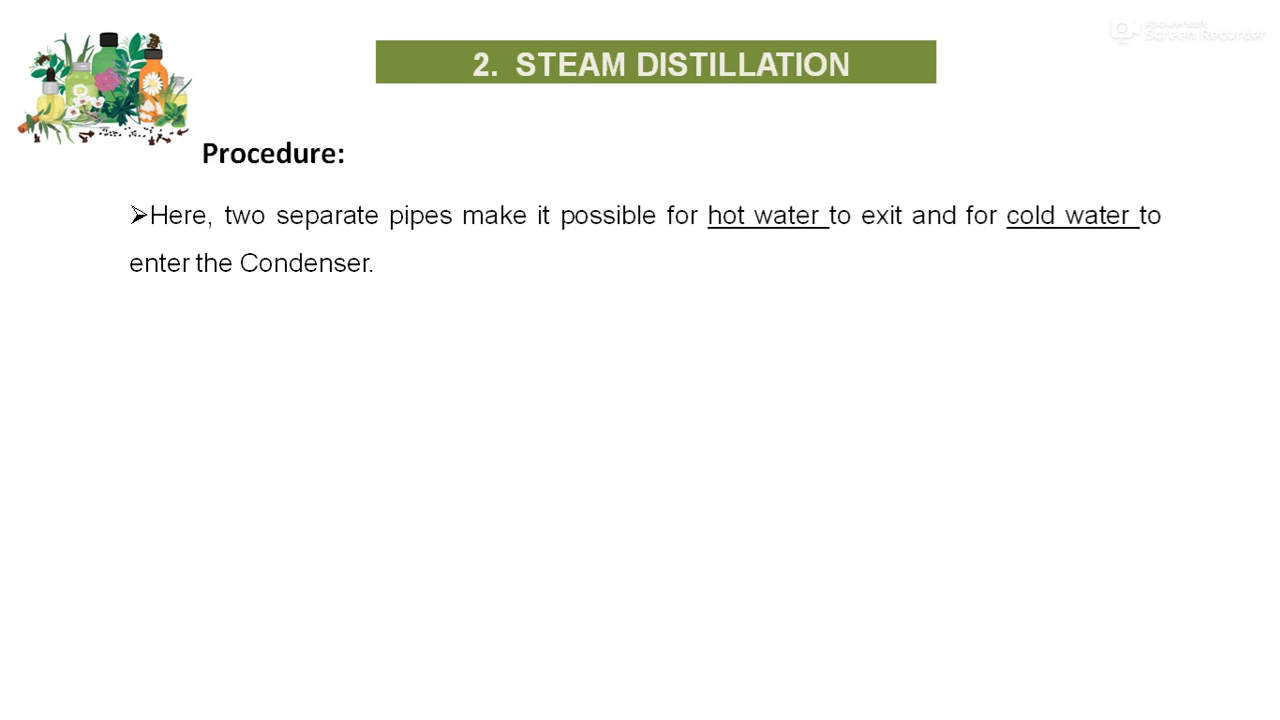 Apowersoft
Screen Recorder
2. STEAM DISTILLATION
Procedure:
➢Here, two separate pipes make it possible for hot water to exit and for cold water to
enter the Condenser.